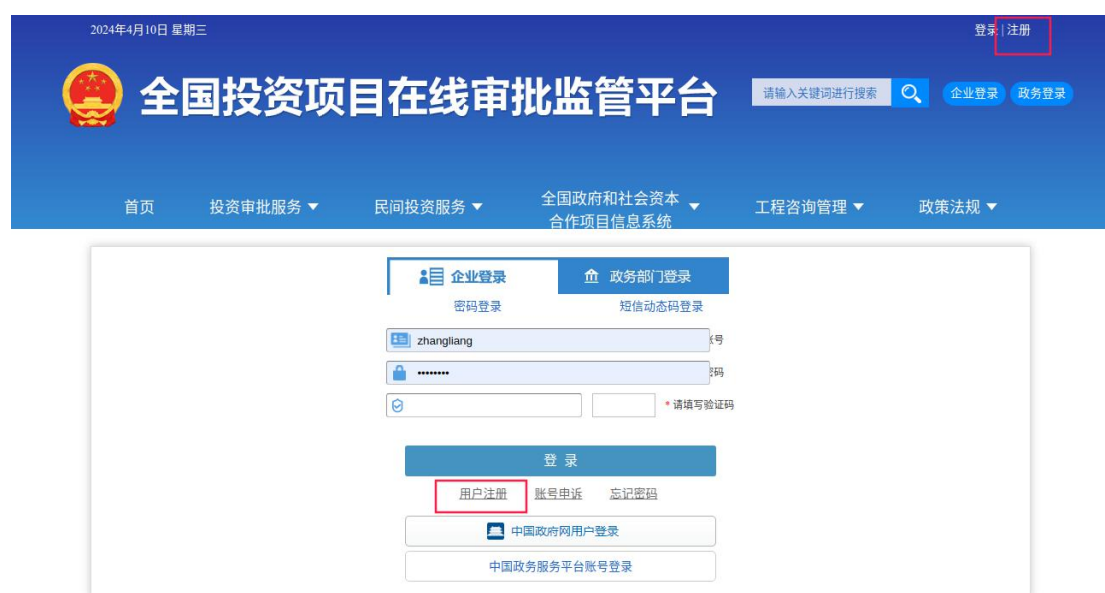 2024年4月10日 星期三
登录 | 注册
全国投资项目在线审批监管平台
请输入关键词进行搜索
企业登录
政务登录
首页
投资审批服务
民间投资服务
全国政府和社会资本
合作项目信息系统
工程咨询管理
政策法规
企业登录
政务部门登录
密码登录
短信动态码登录
zhangliang
号
••••••••
密码
* 请填写验证码
登 录
用户注册
账号申诉
忘记密码
中国政府网用户登录
中国政务服务平台账号登录